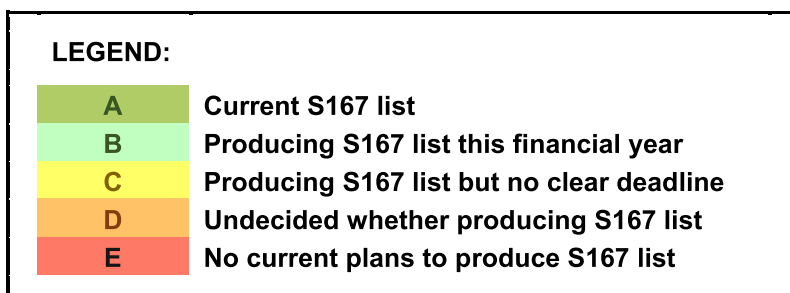 LEGEND:
A Current S167 list
B Producing S167 list this financial year
C Producing S167 list but no clear deadline
D Undecided whether producing S167 list
E No current plans to produce S167 list